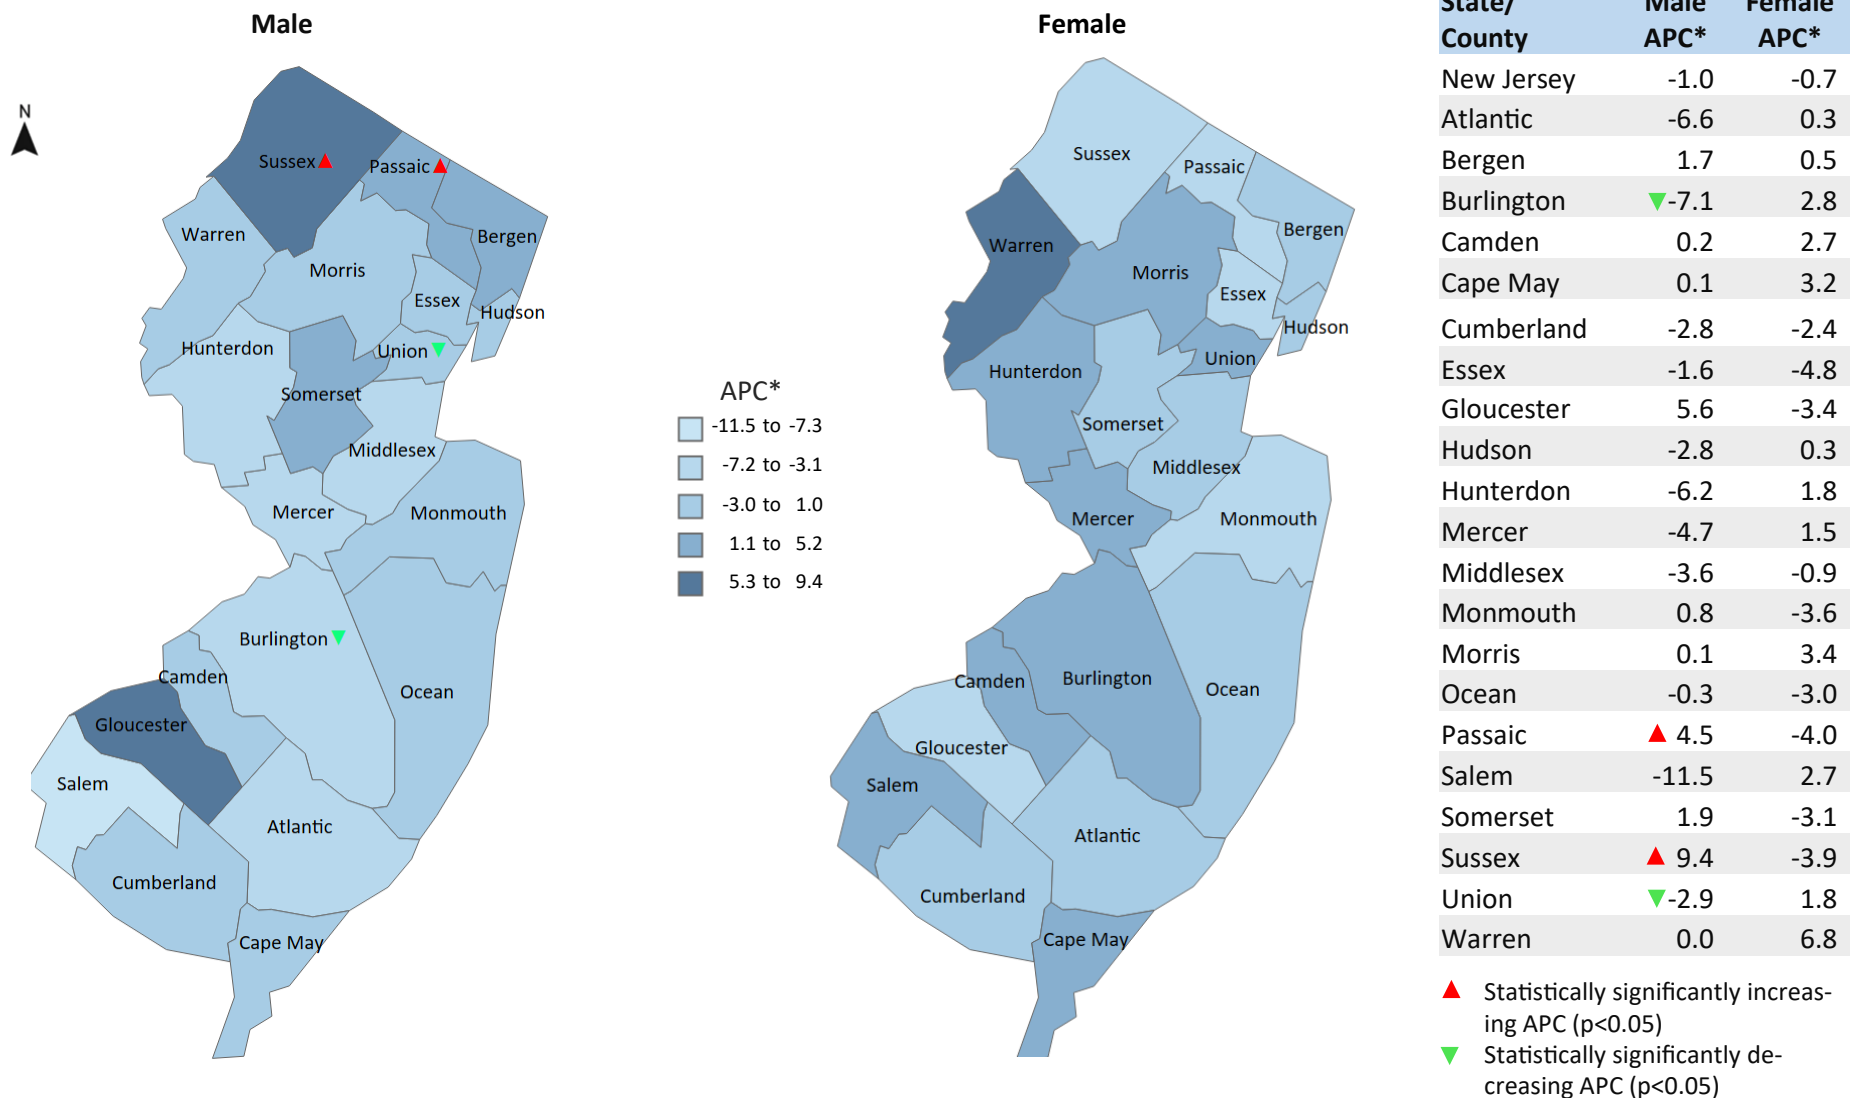 Male
N
Sussex
Passaic
Warren
Bergen
Morris
Essex
Hudson
Hunterdon
Union
Somerset
Middlesex
Mercer
Monmouth
Burlington
Camden
Ocean
Gloucester
Salem
Atlantic
Cumberland
Cape May
APC*
-11.5 to -7.3
-7.2 to -3.1
-3.0 to 1.0
1.1 to 5.2
5.3 to 9.4
Female
Sussex
Passaic
Bergen
Warren
Morris
Essex
Hudson
Union
Hunterdon
Somerset
Middlesex
Mercer
Monmouth
Burlington
Camden
Ocean
Gloucester
Salem
Atlantic
Cumberland
Cape May
State/ Male Female
County APC* APC*
New Jersey -1.0 -0.7
Atlantic -6.6 0.3
Bergen 1.7 0.5
Burlington ▼-7.1 2.8
Camden 0.2 2.7
Cape May 0.1 3.2
Cumberland -2.8 -2.4
Essex -1.6 -4.8
Gloucester 5.6 -3.4
Hudson -2.8 0.3
Hunterdon -6.2 1.8
Mercer -4.7 1.5
Middlesex -3.6 -0.9
Monmouth 0.8 -3.6
Morris 0.1 3.4
Ocean -0.3 -3.0
Passaic ▲ 4.5 -4.0
Salem -11.5 2.7
Somerset 1.9 -3.1
Sussex ▲ 9.4 -3.9
Union ▼-2.9 1.8
Warren 0.0 6.8
▲ Statistically significantly increas-
ing APC (p<0.05)
▼ Statistically significantly de-
creasing APC (p<0.05)